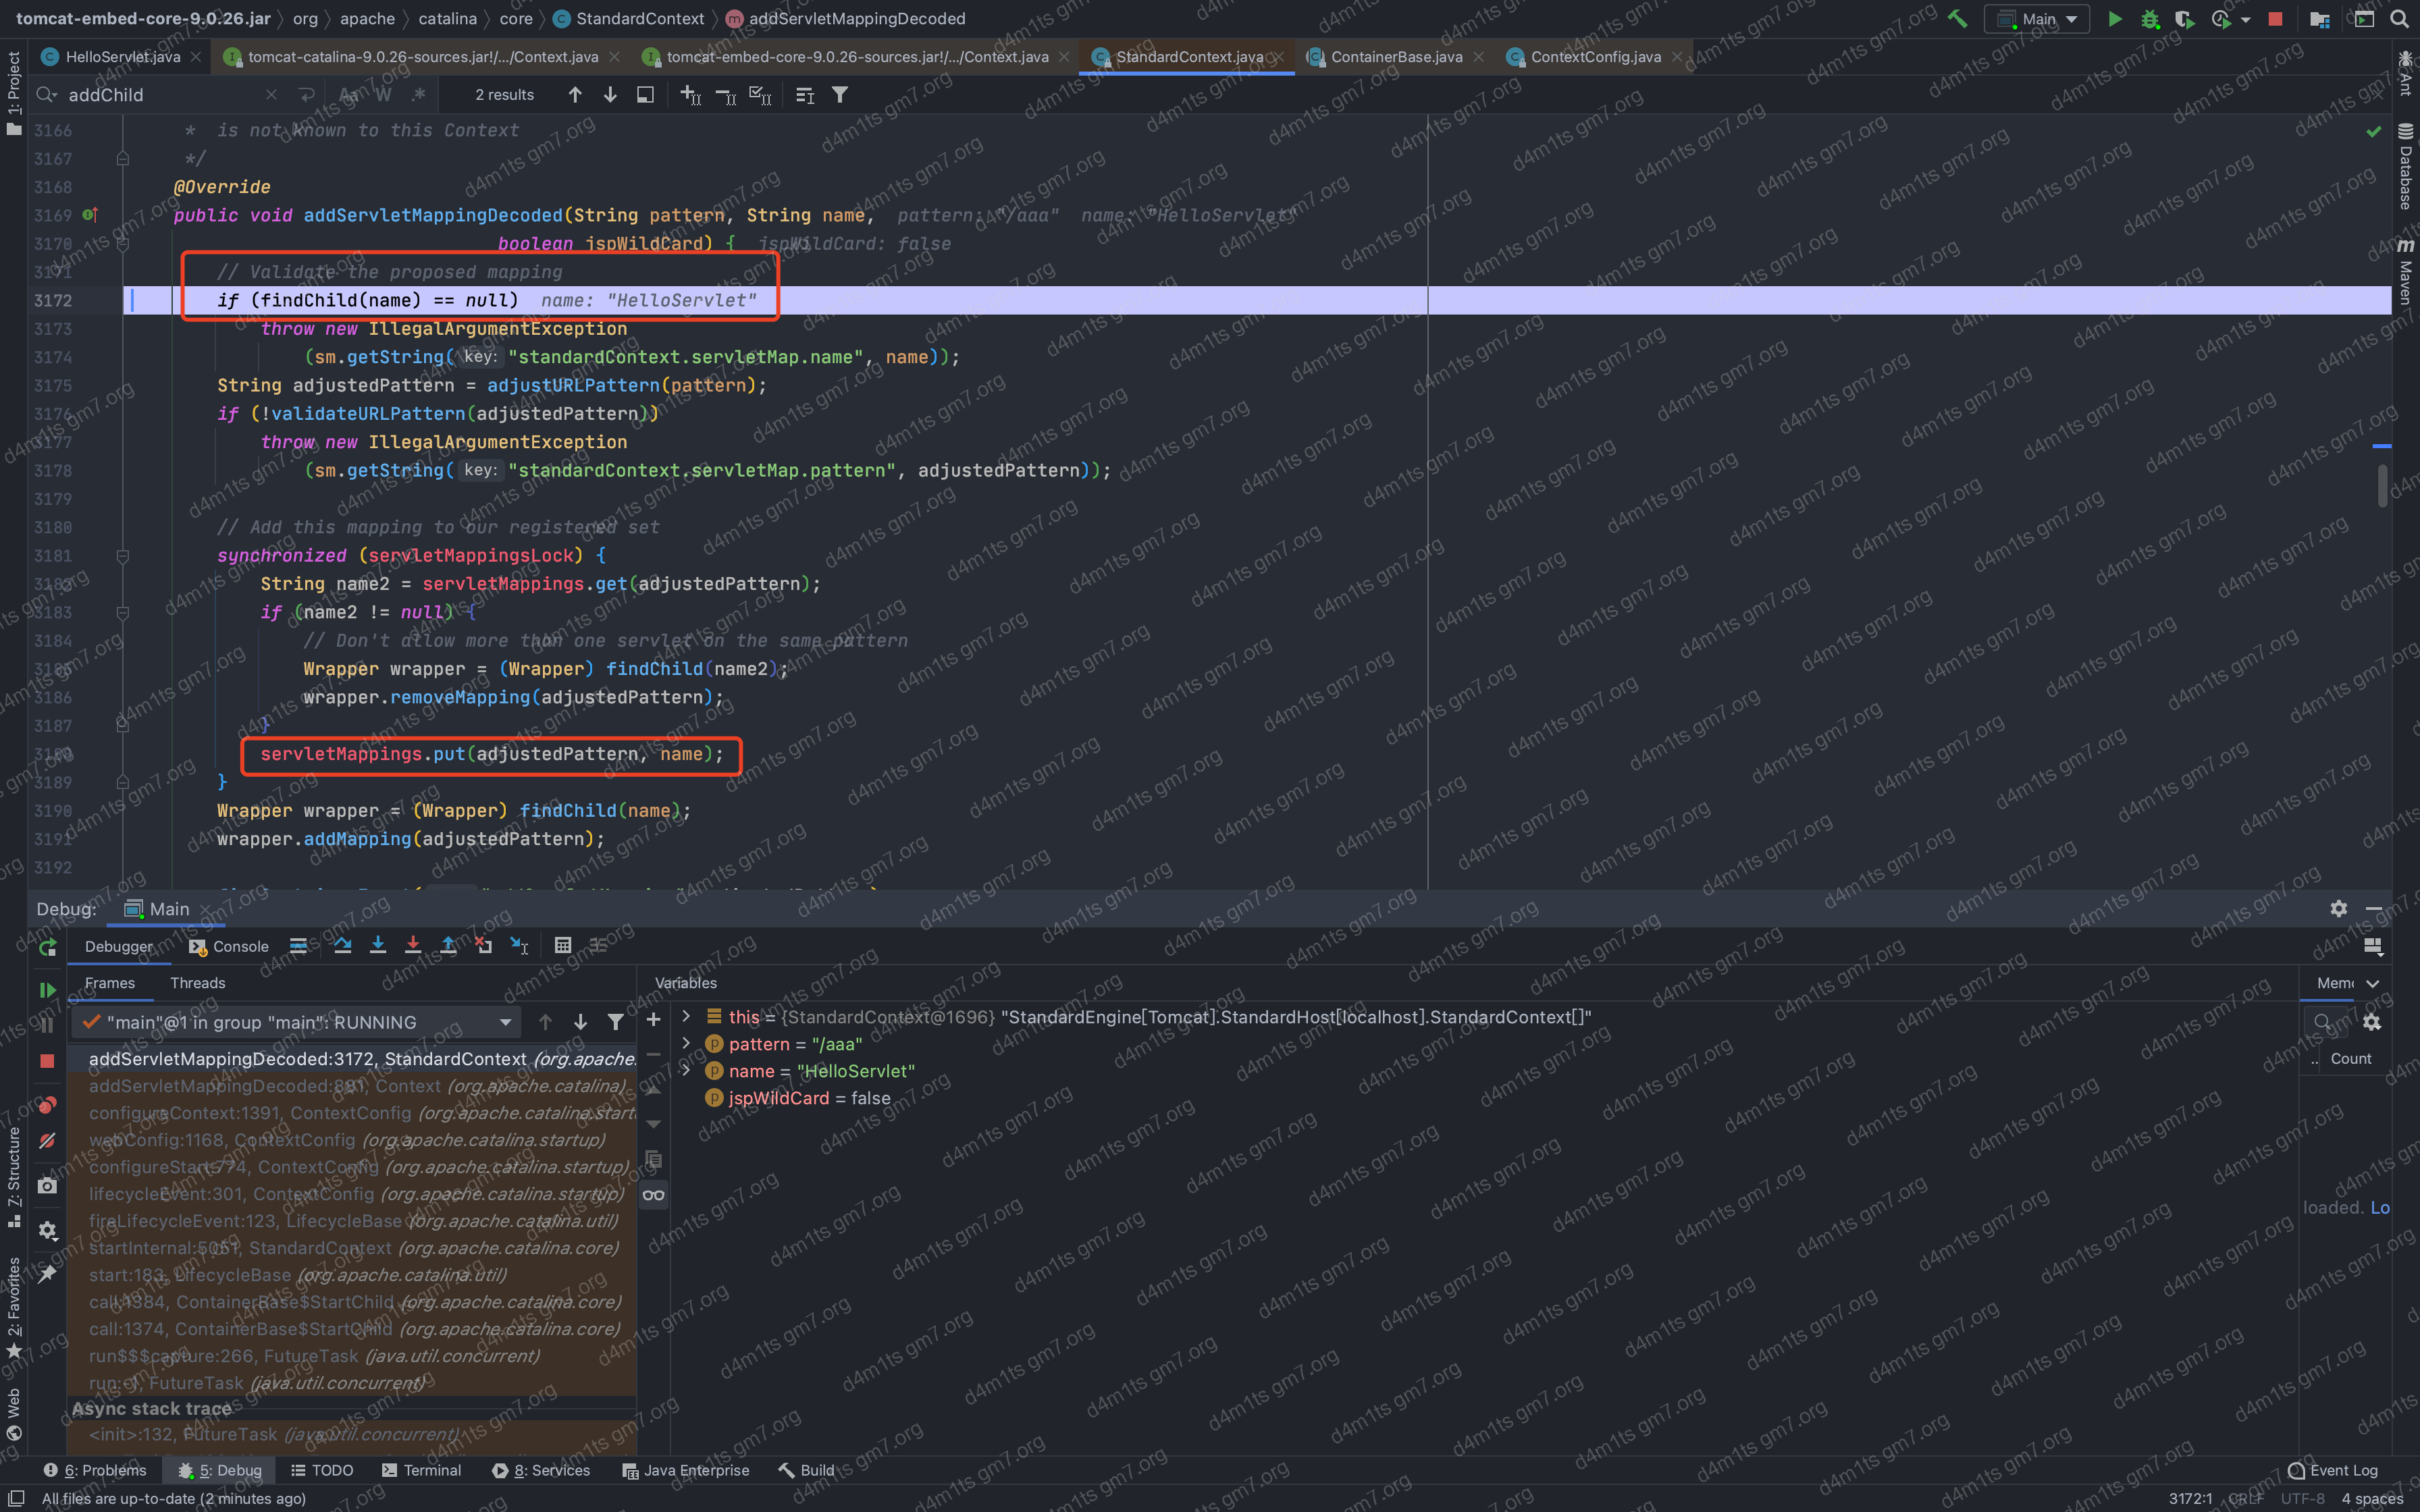 tomcat-embed-core-9.0.26.jar org apache catalina core StandardContext addServletMappingDecoded
Main
HelloServlet.java tomcat-catalina-9.0.26-sources.jar!/.../Context.java tomcat-embed-core-9.0.26-sources.jar!/.../Context.java StandardContext.java ContainerBase.java ContextConfig.java
addChild Aa W .* 2 results
3166 * is not known to this Context
3167 */
3168 @Override
3169 public void addServletMappingDecoded(String pattern, String name, pattern: "/aaa" name: "HelloServlet"
3170 boolean jspWildCard) { jspWildCard: false
3171 // Validate the proposed mapping
3172 if (findChild(name) == null) name: "HelloServlet"
3173 throw new IllegalArgumentException
3174 (sm.getString( key: "standardContext.servletMap.name", name));
3175 String adjustedPattern = adjustURLPattern(pattern);
3176 if (!validateURLPattern(adjustedPattern))
3177 throw new IllegalArgumentException
3178 (sm.getString( key: "standardContext.servletMap.pattern", adjustedPattern));
3179
3180 // Add this mapping to our registered set
3181 synchronized (servletMappingsLock) {
3182 String name2 = servletMappings.get(adjustedPattern);
3183 if (name2 != null) {
3184 // Don't allow more than one servlet on the same pattern
3185 Wrapper wrapper = (Wrapper) findChild(name2);
3186 wrapper.removeMapping(adjustedPattern);
3187 }
3188 servletMappings.put(adjustedPattern, name);
3189 }
3190 Wrapper wrapper = (Wrapper) findChild(name);
3191 wrapper.addMapping(adjustedPattern);
3192
Debug: Main
Debugger Console
Frames Threads Variables
"main"@1 in group "main": RUNNING
addServletMappingDecoded:3172, StandardContext (org.apache.
addServletMappingDecoded:891, Context (org.apache.catalina)
configureContext:1391, ContextConfig (org.apache.catalina.start
webConfig:1168, ContextConfig (org.apache.catalina.startup)
configureStart:774, ContextConfig (org.apache.catalina.startup)
lifecycleEvent:301, ContextConfig (org.apache.catalina.startup)
fireLifecycleEvent:123, LifecycleBase (org.apache.catalina.util)
startInternal:5051, StandardContext (org.apache.catalina.core)
start:183, LifecycleBase (org.apache.catalina.util)
call:1384, ContainerBase$StartChild (org.apache.catalina.core)
call:1374, ContainerBase$StartChild (org.apache.catalina.core)
run$$$capture:266, FutureTask (java.util.concurrent)
run:-1, FutureTask (java.util.concurrent)
Async stack trace
<init>:132, FutureTask (java.util.concurrent)
this = {StandardContext@1696} "StandardEngine[Tomcat].StandardHost[localhost].StandardContext[]"
pattern = "/aaa"
name = "HelloServlet"
jspWildCard = false
Memo
Count
loaded. Lo
1: Project
Z: Structure
2: Favorites
Web
Ant
Database
Maven
6: Problems 5: Debug TODO Terminal 8: Services Java Enterprise Build Event Log
All files are up-to-date (2 minutes ago) 3172:1 CRLF UTF-8 4 spaces
d4m1ts gm7.org